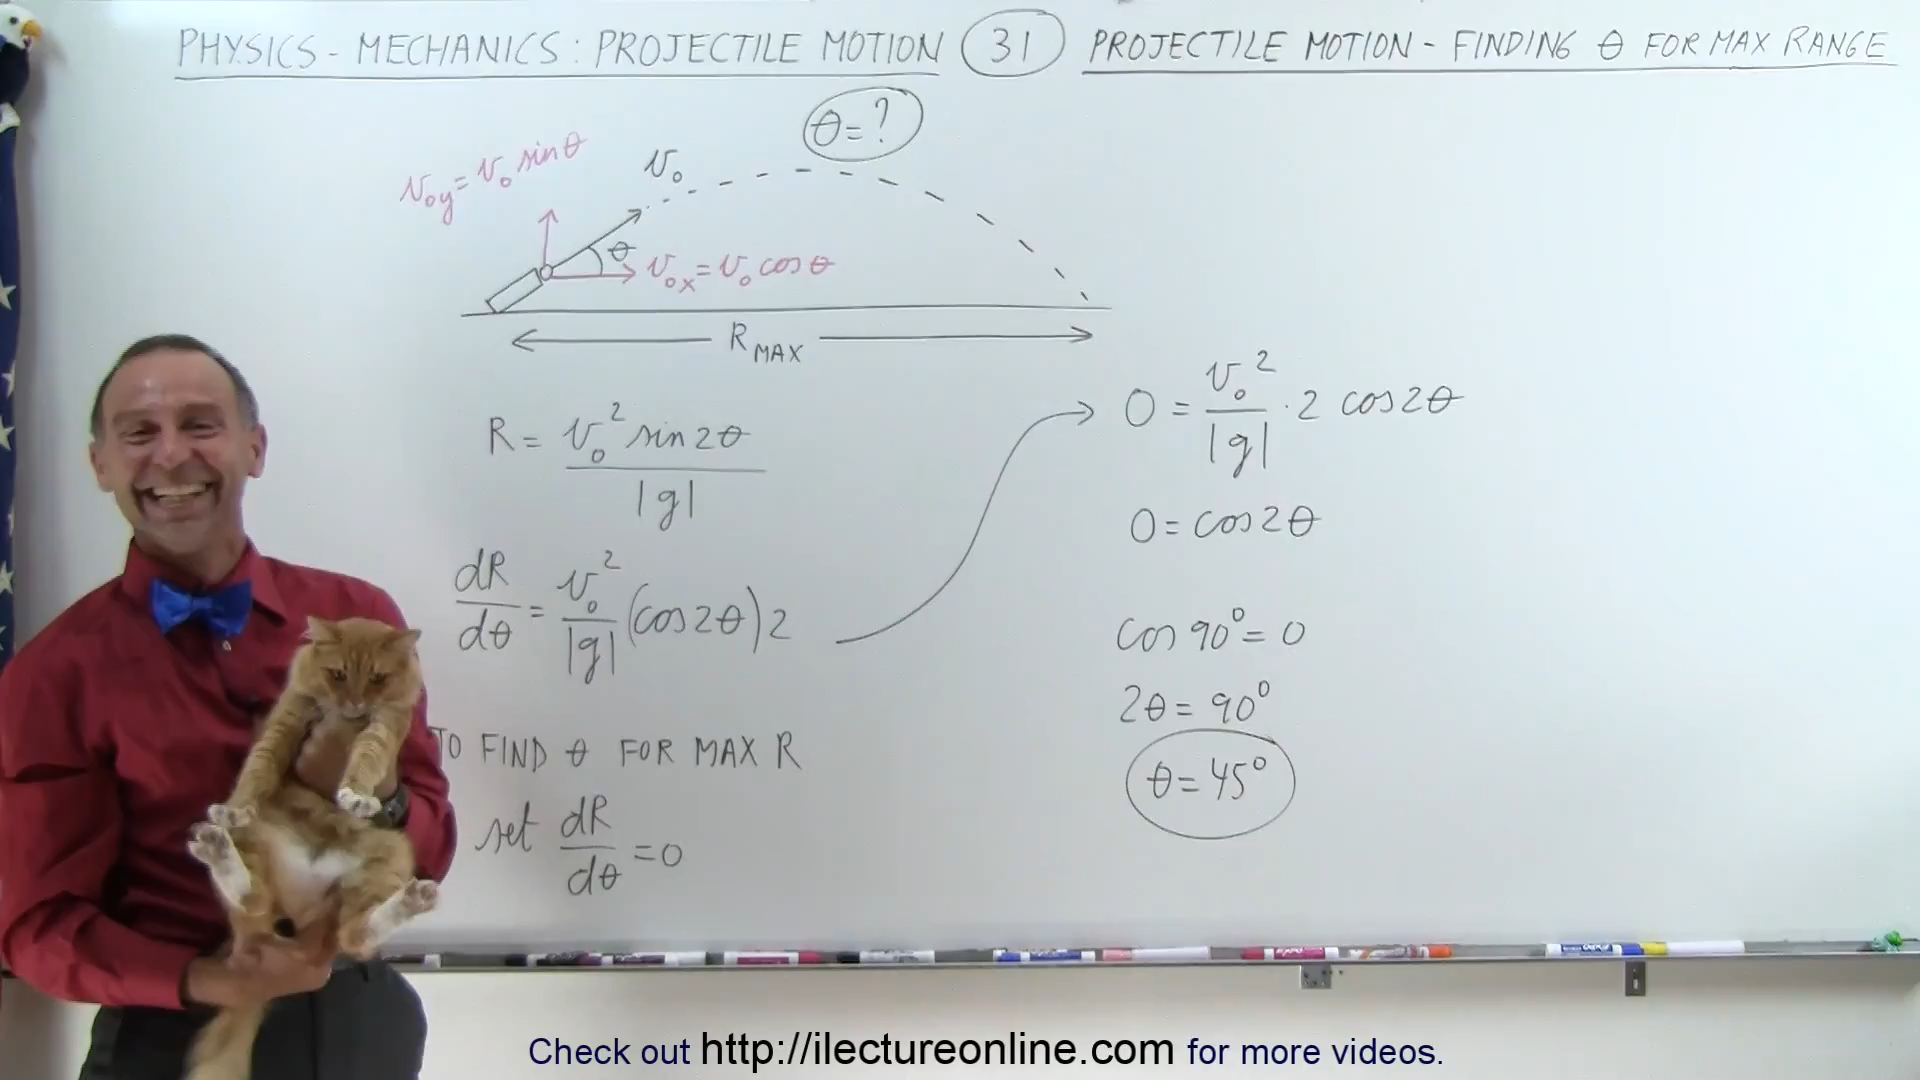 PHYSICS - MECHANICS: PROJECTILE MOTION 31 PROJECTILE MOTION - FINDING θ FOR MAX RANGE
θ = ?
v₀y = v₀ sin θ
v₀
θ
v₀x = v₀ cos θ
R MAX
R = v₀² sin 2θ / |g|
dR/dθ = v₀²/|g| (cos 2θ) 2
TO FIND θ FOR MAX R
set dR/dθ = 0
0 = v₀²/|g| · 2 cos 2θ
0 = cos 2θ
cos 90° = 0
2θ = 90°
θ = 45°
Check out http://ilectureonline.com for more videos.